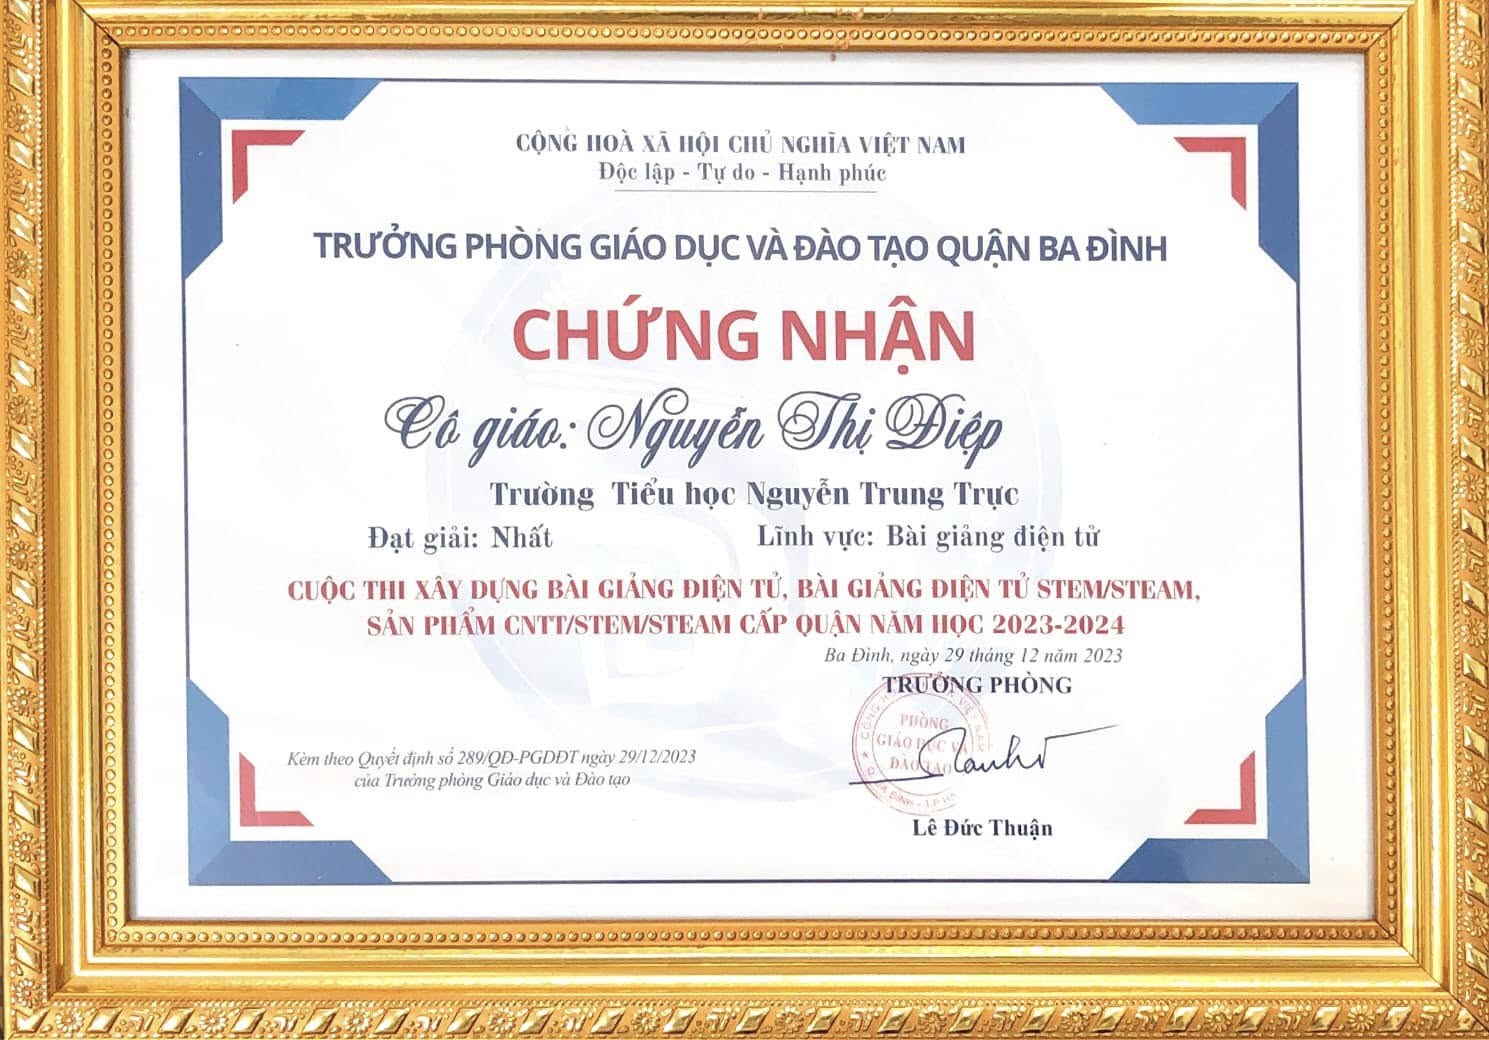 CỘNG HOÀ XÃ HỘI CHỦ NGHĨA VIỆT NAM
Độc lập - Tự do - Hạnh phúc
TRƯỞNG PHÒNG GIÁO DỤC VÀ ĐÀO TẠO QUẬN BA ĐÌNH
CHỨNG NHẬN
Cô giáo: Nguyễn Thị Điệp
Trường Tiểu học Nguyễn Trung Trực
Đạt giải: Nhất Lĩnh vực: Bài giảng điện tử
CUỘC THI XÂY DỰNG BÀI GIẢNG ĐIỆN TỬ, BÀI GIẢNG ĐIỆN TỬ STEM/STEAM,
SẢN PHẨM CNTT/STEM/STEAM CẤP QUẬN NĂM HỌC 2023-2024
Ba Đình, ngày 29 tháng 12 năm 2023
TRƯỞNG PHÒNG
PHÒNG
GIÁO DỤC VÀ
ĐÀO TẠO
Kèm theo Quyết định số 289/QĐ-PGDĐT ngày 29/12/2023
của Trưởng phòng Giáo dục và Đào tạo
Lê Đức Thuận